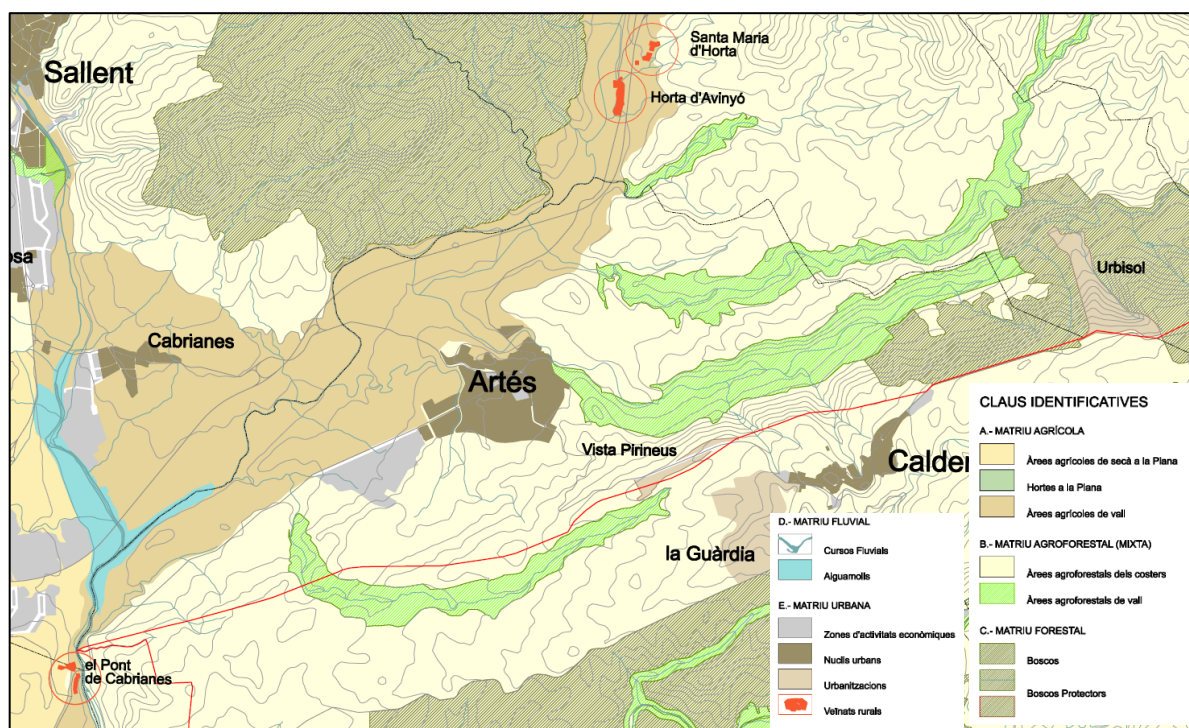 Santa Maria
d'Horta
Sallent
Horta d'Avinyó
Urbisol
osa
Cabrianes
Artés
Vista Pirineus
Calder
la Guàrdia
el Pont
de Cabrianes
CLAUS IDENTIFICATIVES
A.- MATRIU AGRÍCOLA
Àrees agrícoles de secà a la Plana
Hortes a la Plana
Àrees agrícoles de vall
B.- MATRIU AGROFORESTAL (MIXTA)
Àrees agroforestals dels costers
Àrees agroforestals de vall
C.- MATRIU FORESTAL
Boscos
Boscos Protectors
D.- MATRIU FLUVIAL
Cursos Fluvials
Aiguamolls
E.- MATRIU URBANA
Zones d'activitats econòmiques
Nuclis urbans
Urbanitzacions
Veïnats rurals